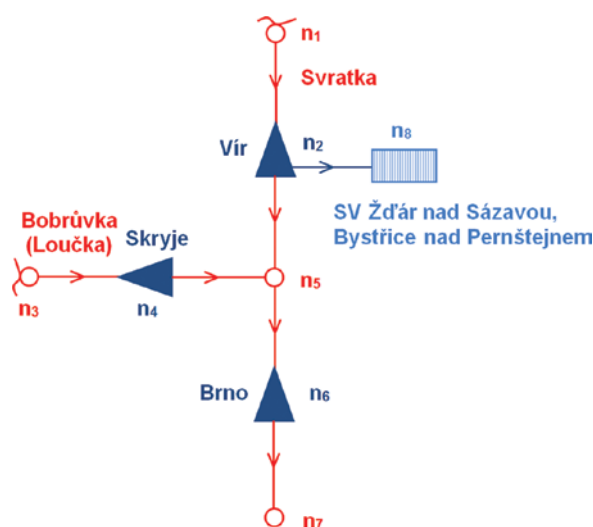 n₁
Svratka
Vír
n₂
n₈
SV Žďár nad Sázavou,
Bystřice nad Pernštejnem
Bobrůvka
(Loučka)
Skryje
n₃
n₄
n₅
Brno
n₆
n₇